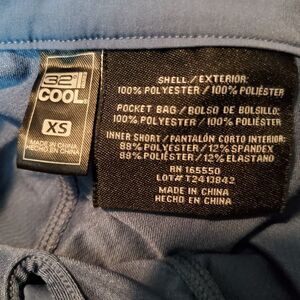 32
COOL
XS
MADE IN CHINA
HECHO EN CHINA
SHELL/EXTERIOR:
100% POLYESTER/100% POLIÉSTER
POCKET BAG/BOLSO DE BOLSILLO:
100% POLYESTER/100% POLIÉSTER
INNER SHORT/PANTALÓN CORTO INTERIOR:
88% POLYESTER/12% SPANDEX
88% POLIÉSTER/12% ELASTANO
RN 165550
LOT# T2413842
MADE IN CHINA
HECHO EN CHINA